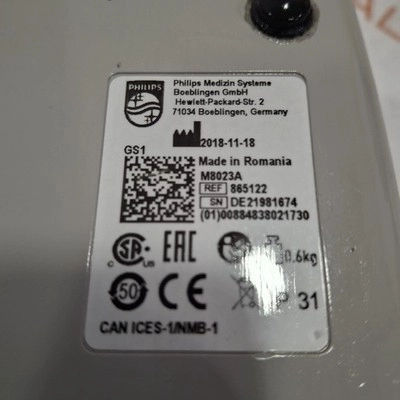 PHILIPS
Philips Medizin Systeme
Boeblingen GmbH
Hewlett-Packard-Str. 2
71034 Boeblingen, Germany
2018-11-18
GS1
Made in Romania
M8023A
REF 865122
SN DE21981674
(01)00884838021730
SA
C US
EAC
0.6kg
50
CE
P 31
CAN ICES-1/NMB-1